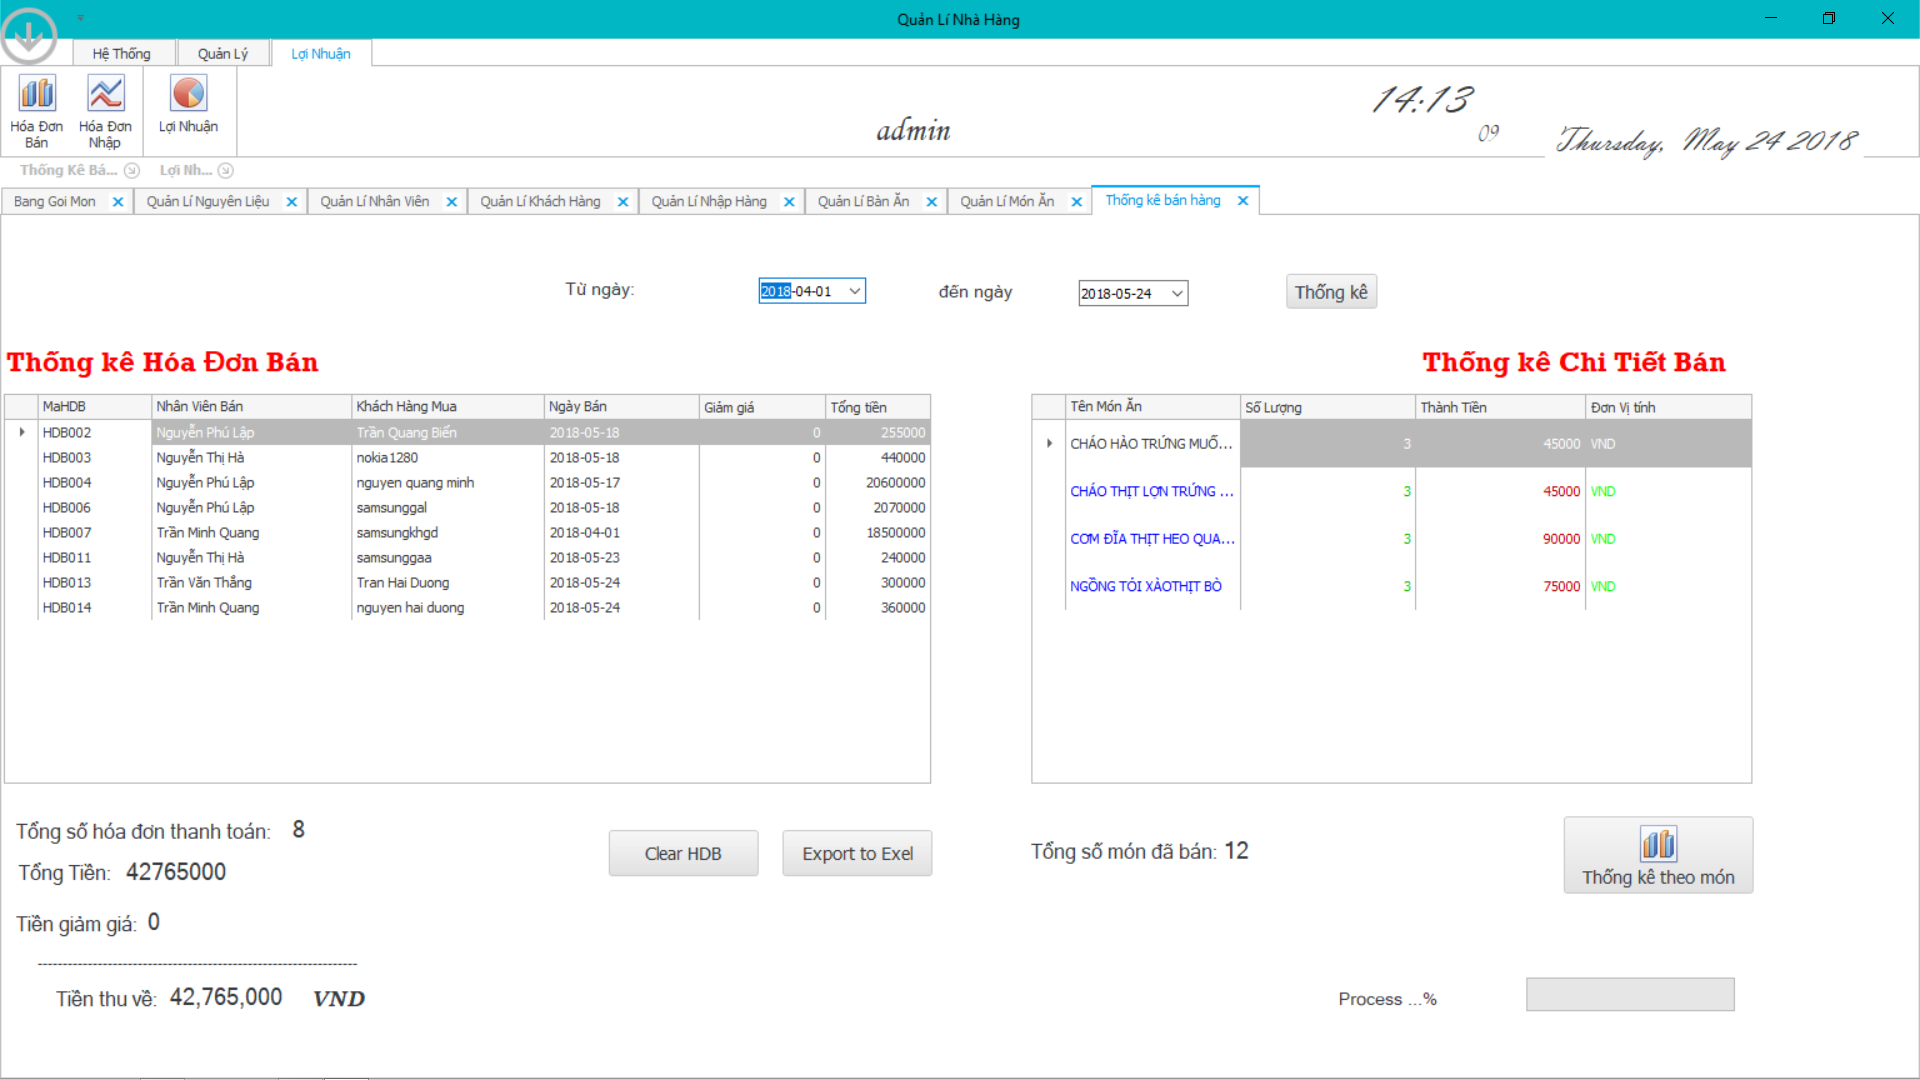 Quản Lí Nhà Hàng
Hệ Thống Quản Lý Lợi Nhuận
Hóa Đơn Bán Hóa Đơn Nhập Lợi Nhuận
admin
14:13
09
Thursday, May 24 2018
Thống Kê Bá... Lợi Nh...
Bang Goi Mon Quản Lí Nguyên Liệu Quản Lí Nhân Viên Quản Lí Khách Hàng Quản Lí Nhập Hàng Quản Lí Bàn Ăn Quản Lí Món Ăn Thống kê bán hàng
Từ ngày: 2018-04-01 đến ngày 2018-05-24 Thống kê
Thống kê Hóa Đơn Bán
MaHDB Nhân Viên Bán Khách Hàng Mua Ngày Bán Giảm giá Tổng tiền
HDB002 Nguyễn Phú Lập Trần Quang Biển 2018-05-18 0 255000
HDB003 Nguyễn Thị Hà nokia1280 2018-05-18 0 440000
HDB004 Nguyễn Phú Lập nguyen quang minh 2018-05-17 0 20600000
HDB006 Nguyễn Phú Lập samsunggal 2018-05-18 0 2070000
HDB007 Trần Minh Quang samsungkhgd 2018-04-01 0 18500000
HDB011 Nguyễn Thị Hà samsunggaa 2018-05-23 0 240000
HDB013 Trần Văn Thắng Tran Hai Duong 2018-05-24 0 300000
HDB014 Trần Minh Quang nguyen hai duong 2018-05-24 0 360000
Thống kê Chi Tiết Bán
Tên Món Ăn Số Lượng Thành Tiền Đơn Vị tính
CHÁO HÀO TRỨNG MUỐ... 3 45000 VND
CHÁO THỊT LỢN TRỨNG ... 3 45000 VND
CƠM ĐĨA THỊT HEO QUA... 3 90000 VND
NGỒNG TỎI XÀOTHỊT BÒ 3 75000 VND
Tổng số hóa đơn thanh toán: 8
Tổng Tiền: 42765000
Clear HDB Export to Exel
Tiền giảm giá: 0
-----------------------------------------------------------------
Tiền thu về: 42,765,000 VND
Tổng số món đã bán: 12
Thống kê theo món
Process ...%